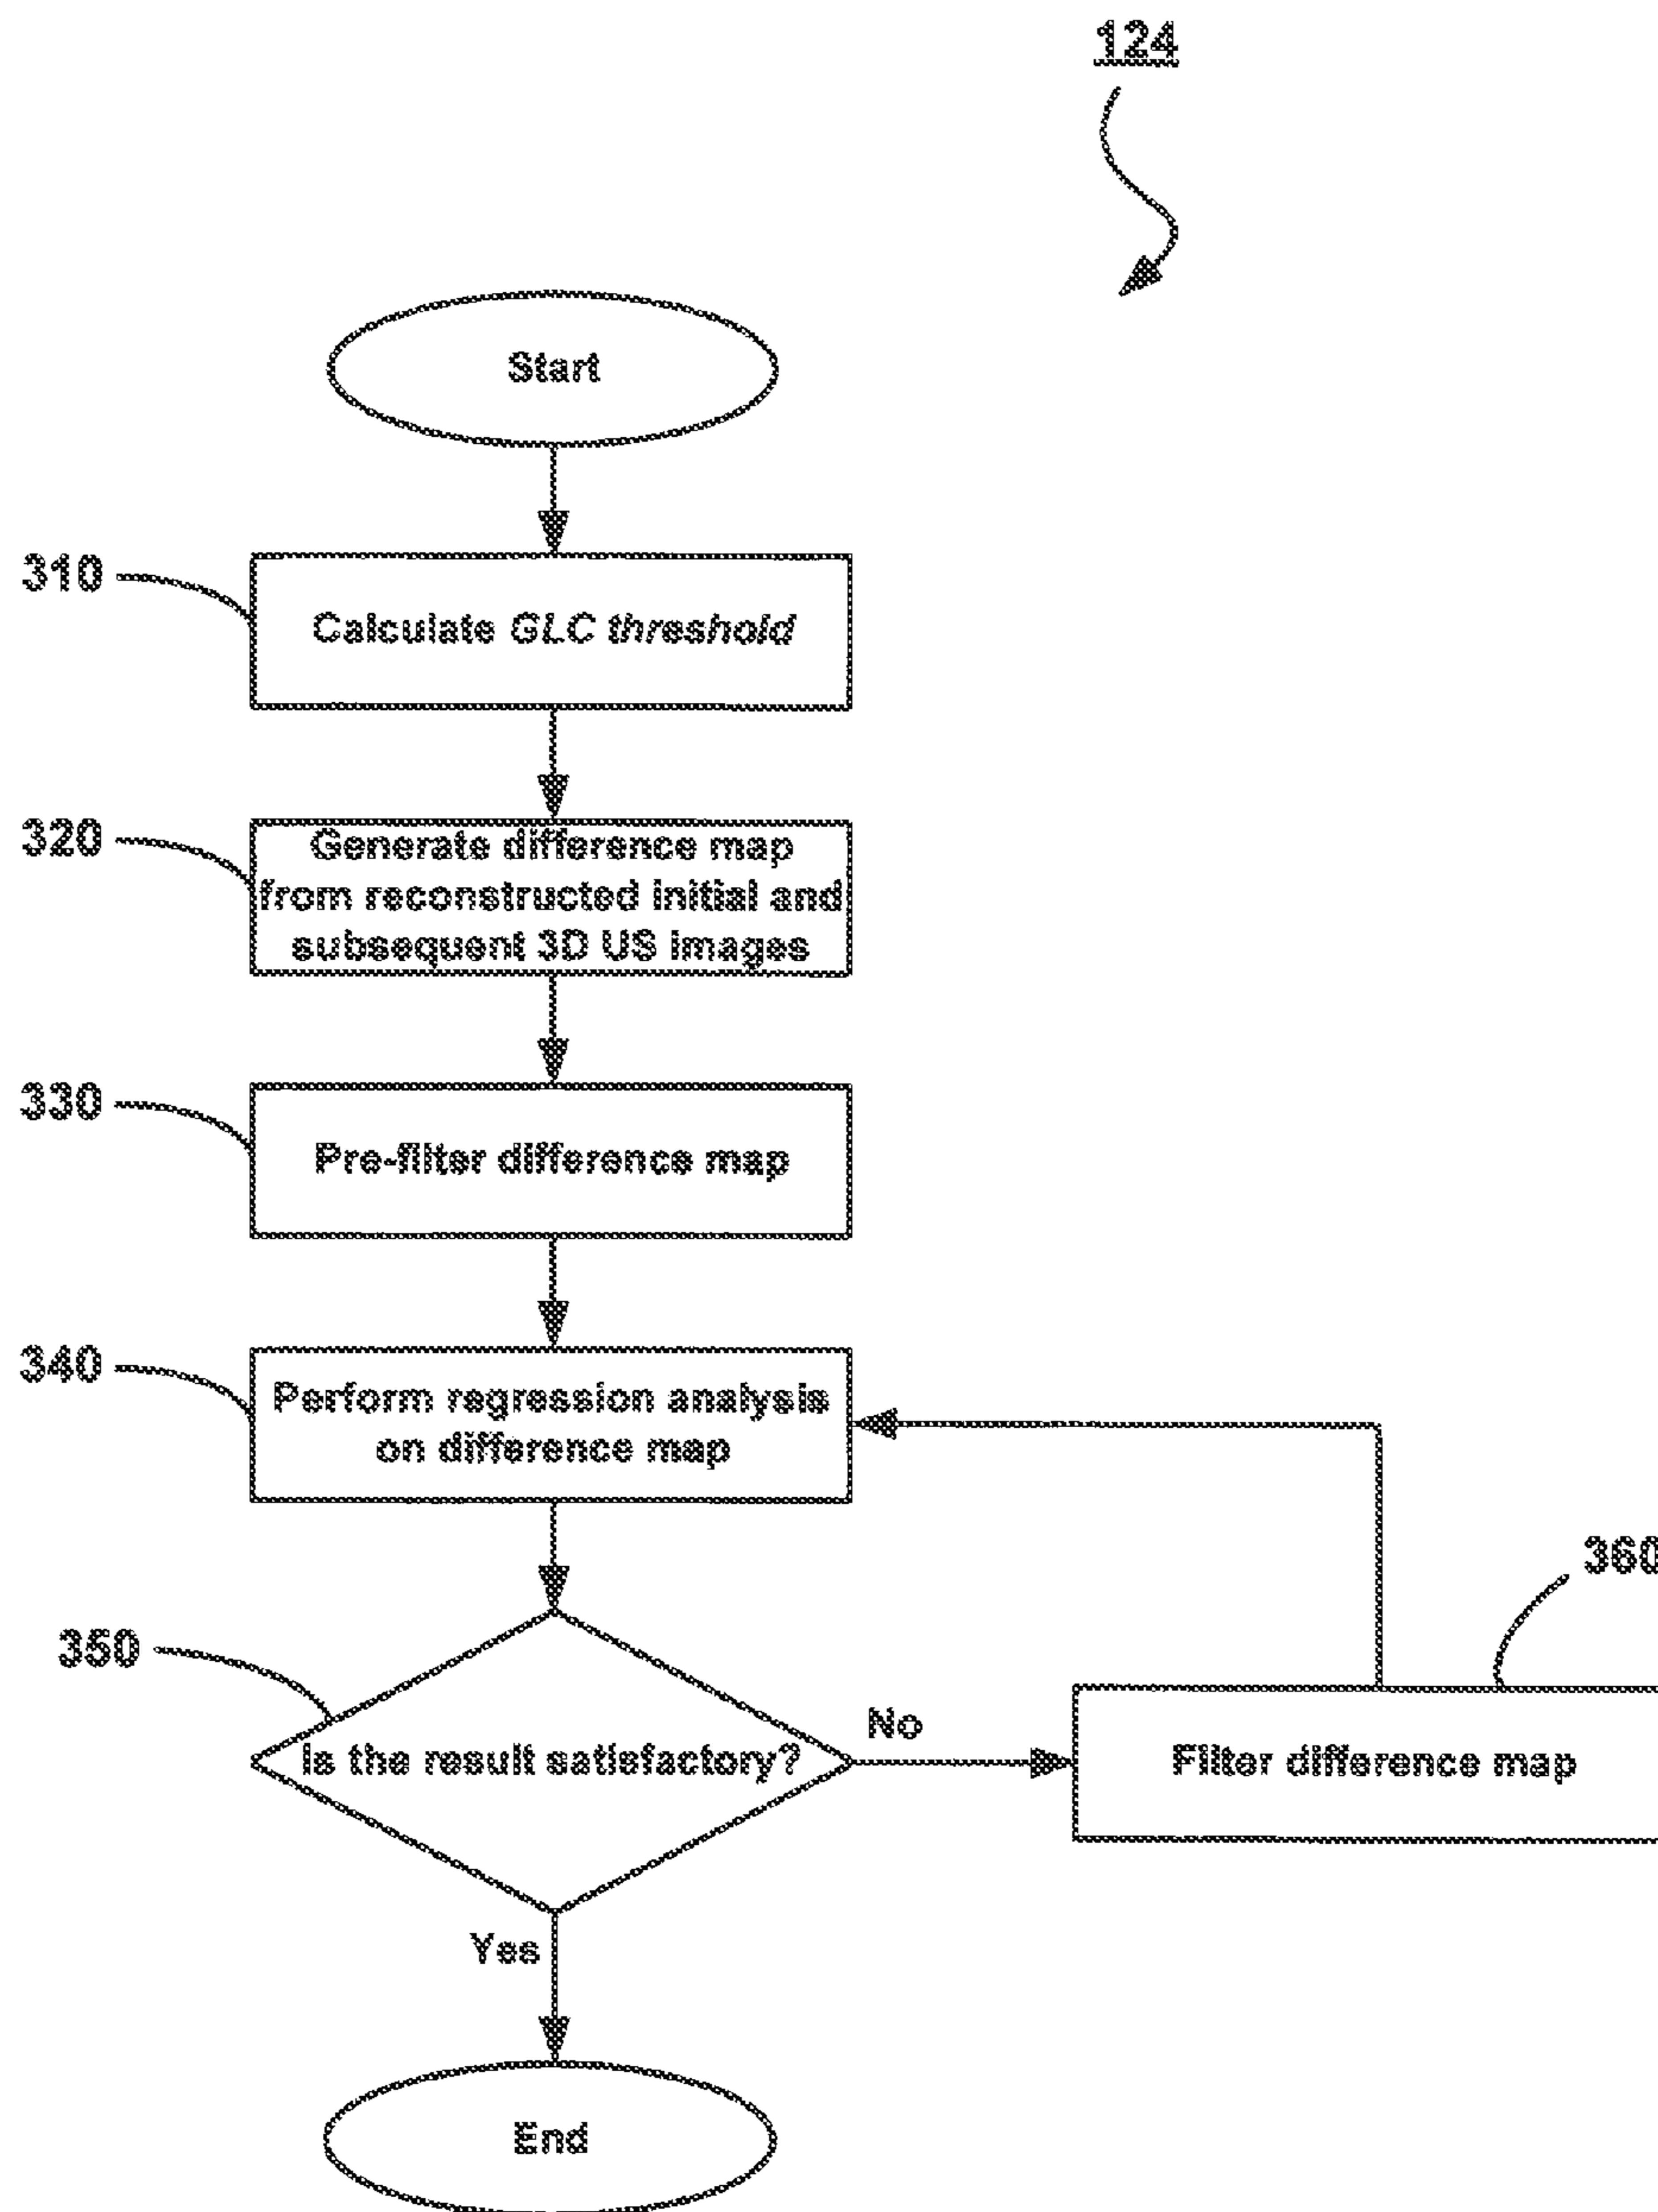 124
Start
310
Calculate GLC threshold
320
Generate difference map
from reconstructed initial and
subsequent 3D US images
330
Pre-filter difference map
340
Perform regression analysis
on difference map
360
350
Is the result satisfactory?
No
Filter difference map
Yes
End